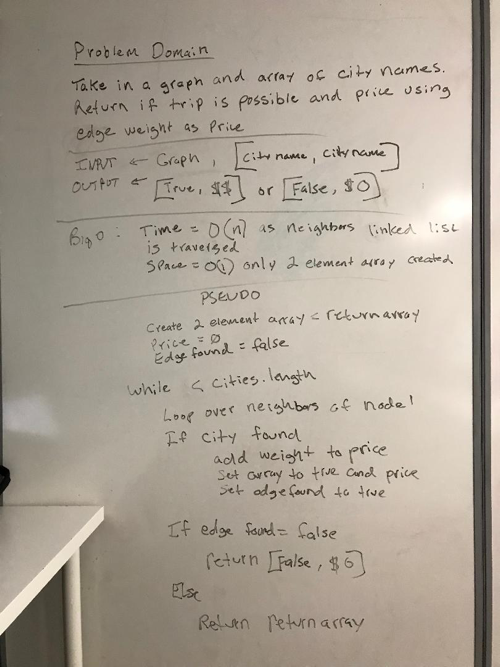 Problem Domain
Take in a graph and array of city names.
Return if trip is possible and price using
edge weight as Price
INPUT ← Graph, [City name, City name]
OUTPUT ← [True, $$] or [False, $0]
Big O: Time = O(n) as neighbors linked list
is traversed
Space = O(1) only 2 element array created
PSEUDO
Create 2 element array < returnarray
Price = 0
Edge found = false
while < Cities.length
Loop over neighbors of node 1
If city found
add weight to price
set array to true and price
set edgefound to true
If edge found = false
return [False, $0]
Else
Return returnarray